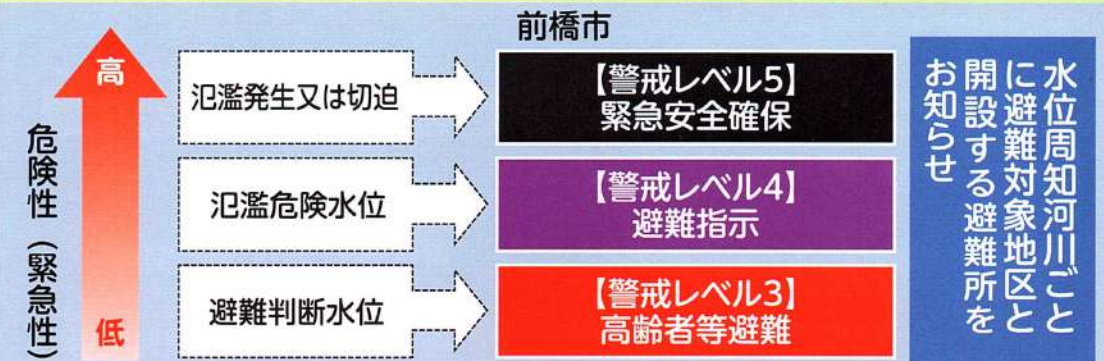 前橋市
高
危険性（緊急性）
低
氾濫発生又は切迫
【警戒レベル5】
緊急安全確保
氾濫危険水位
【警戒レベル4】
避難指示
避難判断水位
【警戒レベル3】
高齢者等避難
水位周知河川ごと
に避難対象地区と
開設する避難所を
お知らせ